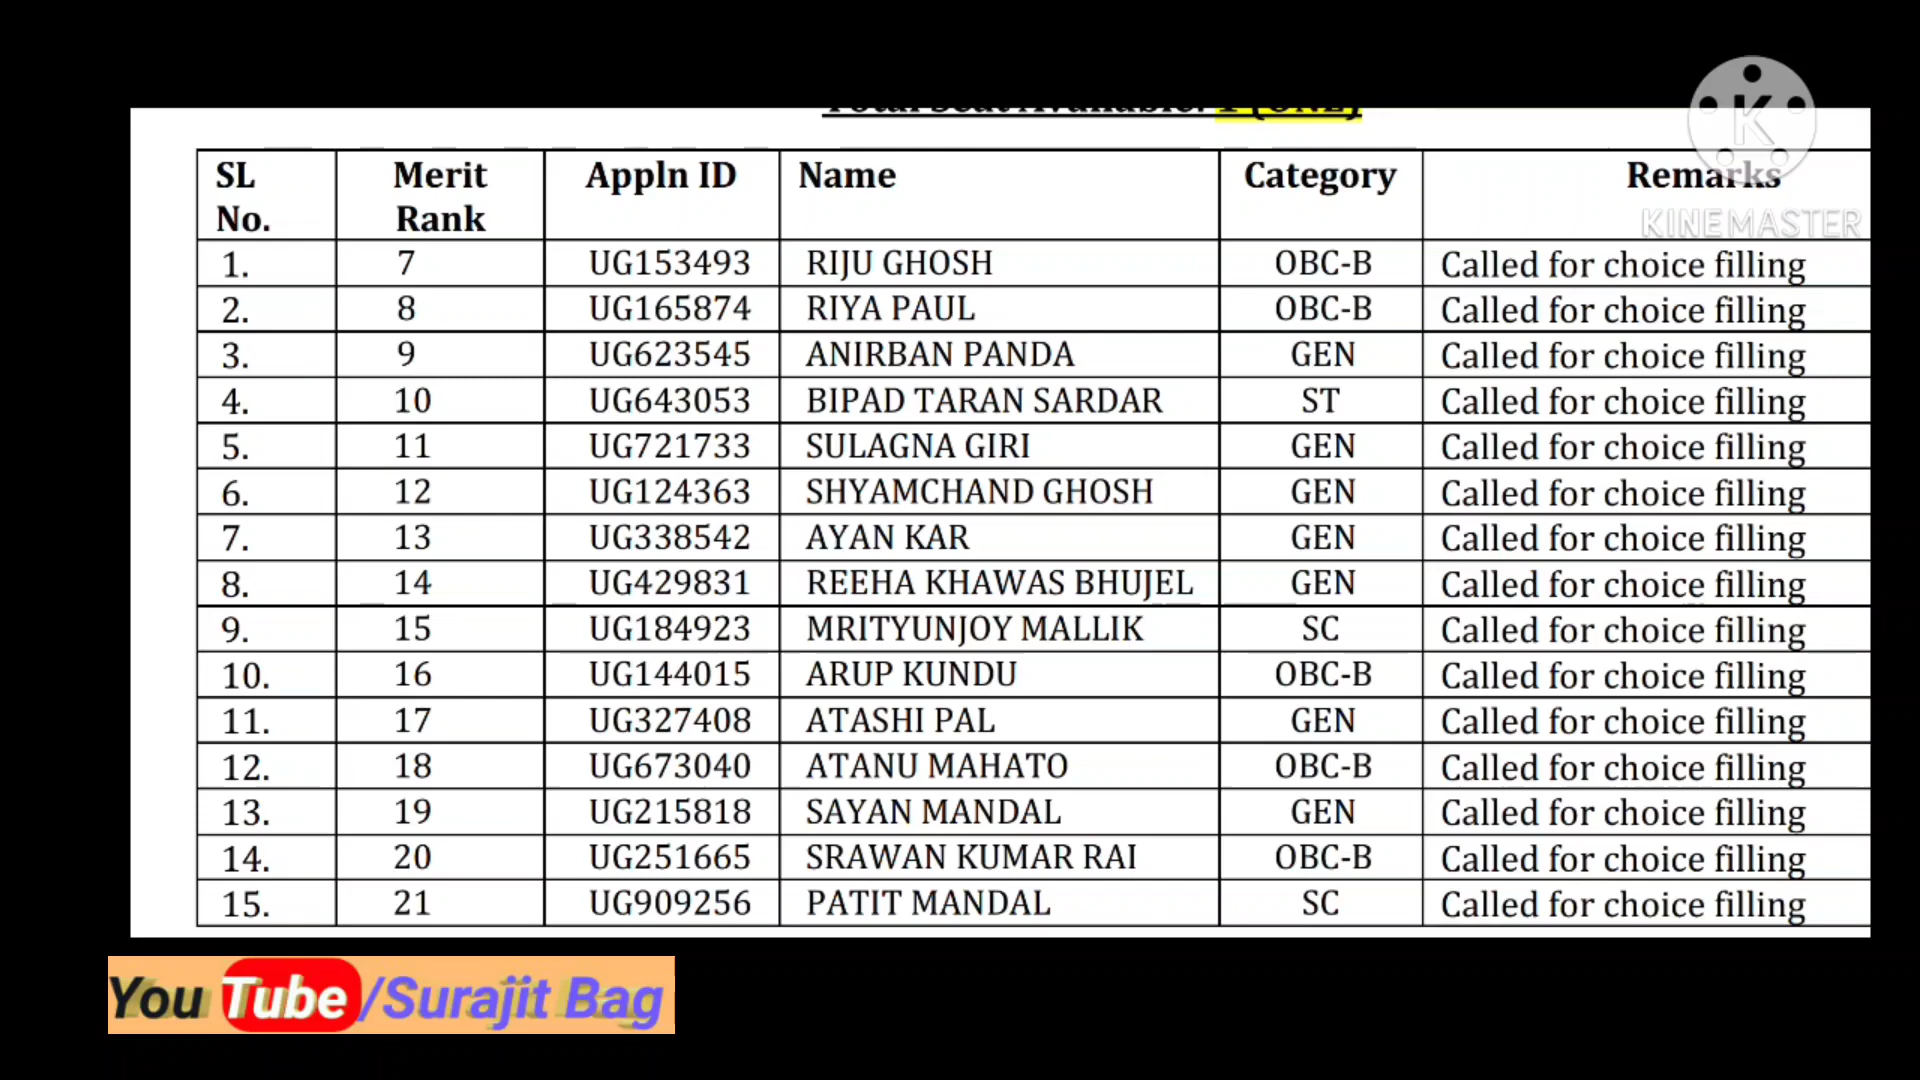 Total Seat Available: 1 (ONE)
SL No. Merit Rank Appln ID Name Category Remarks
1. 7 UG153493 RIJU GHOSH OBC-B Called for choice filling
2. 8 UG165874 RIYA PAUL OBC-B Called for choice filling
3. 9 UG623545 ANIRBAN PANDA GEN Called for choice filling
4. 10 UG643053 BIPAD TARAN SARDAR ST Called for choice filling
5. 11 UG721733 SULAGNA GIRI GEN Called for choice filling
6. 12 UG124363 SHYAMCHAND GHOSH GEN Called for choice filling
7. 13 UG338542 AYAN KAR GEN Called for choice filling
8. 14 UG429831 REEHA KHAWAS BHUJEL GEN Called for choice filling
9. 15 UG184923 MRITYUNJOY MALLIK SC Called for choice filling
10. 16 UG144015 ARUP KUNDU OBC-B Called for choice filling
11. 17 UG327408 ATASHI PAL GEN Called for choice filling
12. 18 UG673040 ATANU MAHATO OBC-B Called for choice filling
13. 19 UG215818 SAYAN MANDAL GEN Called for choice filling
14. 20 UG251665 SRAWAN KUMAR RAI OBC-B Called for choice filling
15. 21 UG909256 PATIT MANDAL SC Called for choice filling
K
KINEMASTER
You Tube/Surajit Bag